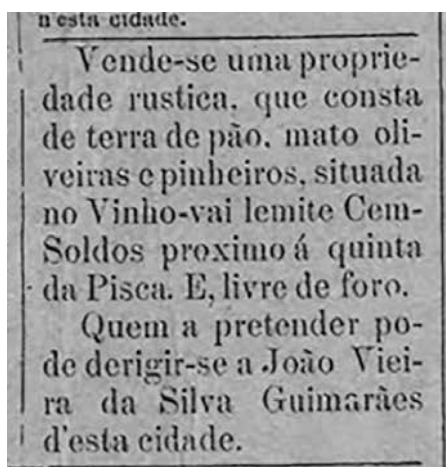 n'esta cidade.
Vende-se uma proprie-
dade rustica, que consta
de terra de pão, mato oli-
veiras e pinheiros, situada
no Vinho-vai lemite Cem-
Soldos proximo á quinta
da Pisca. E, livre de foro.
Quem a pretender po-
de derigir-se a João Viei-
ra da Silva Guimarães
d'esta cidade.